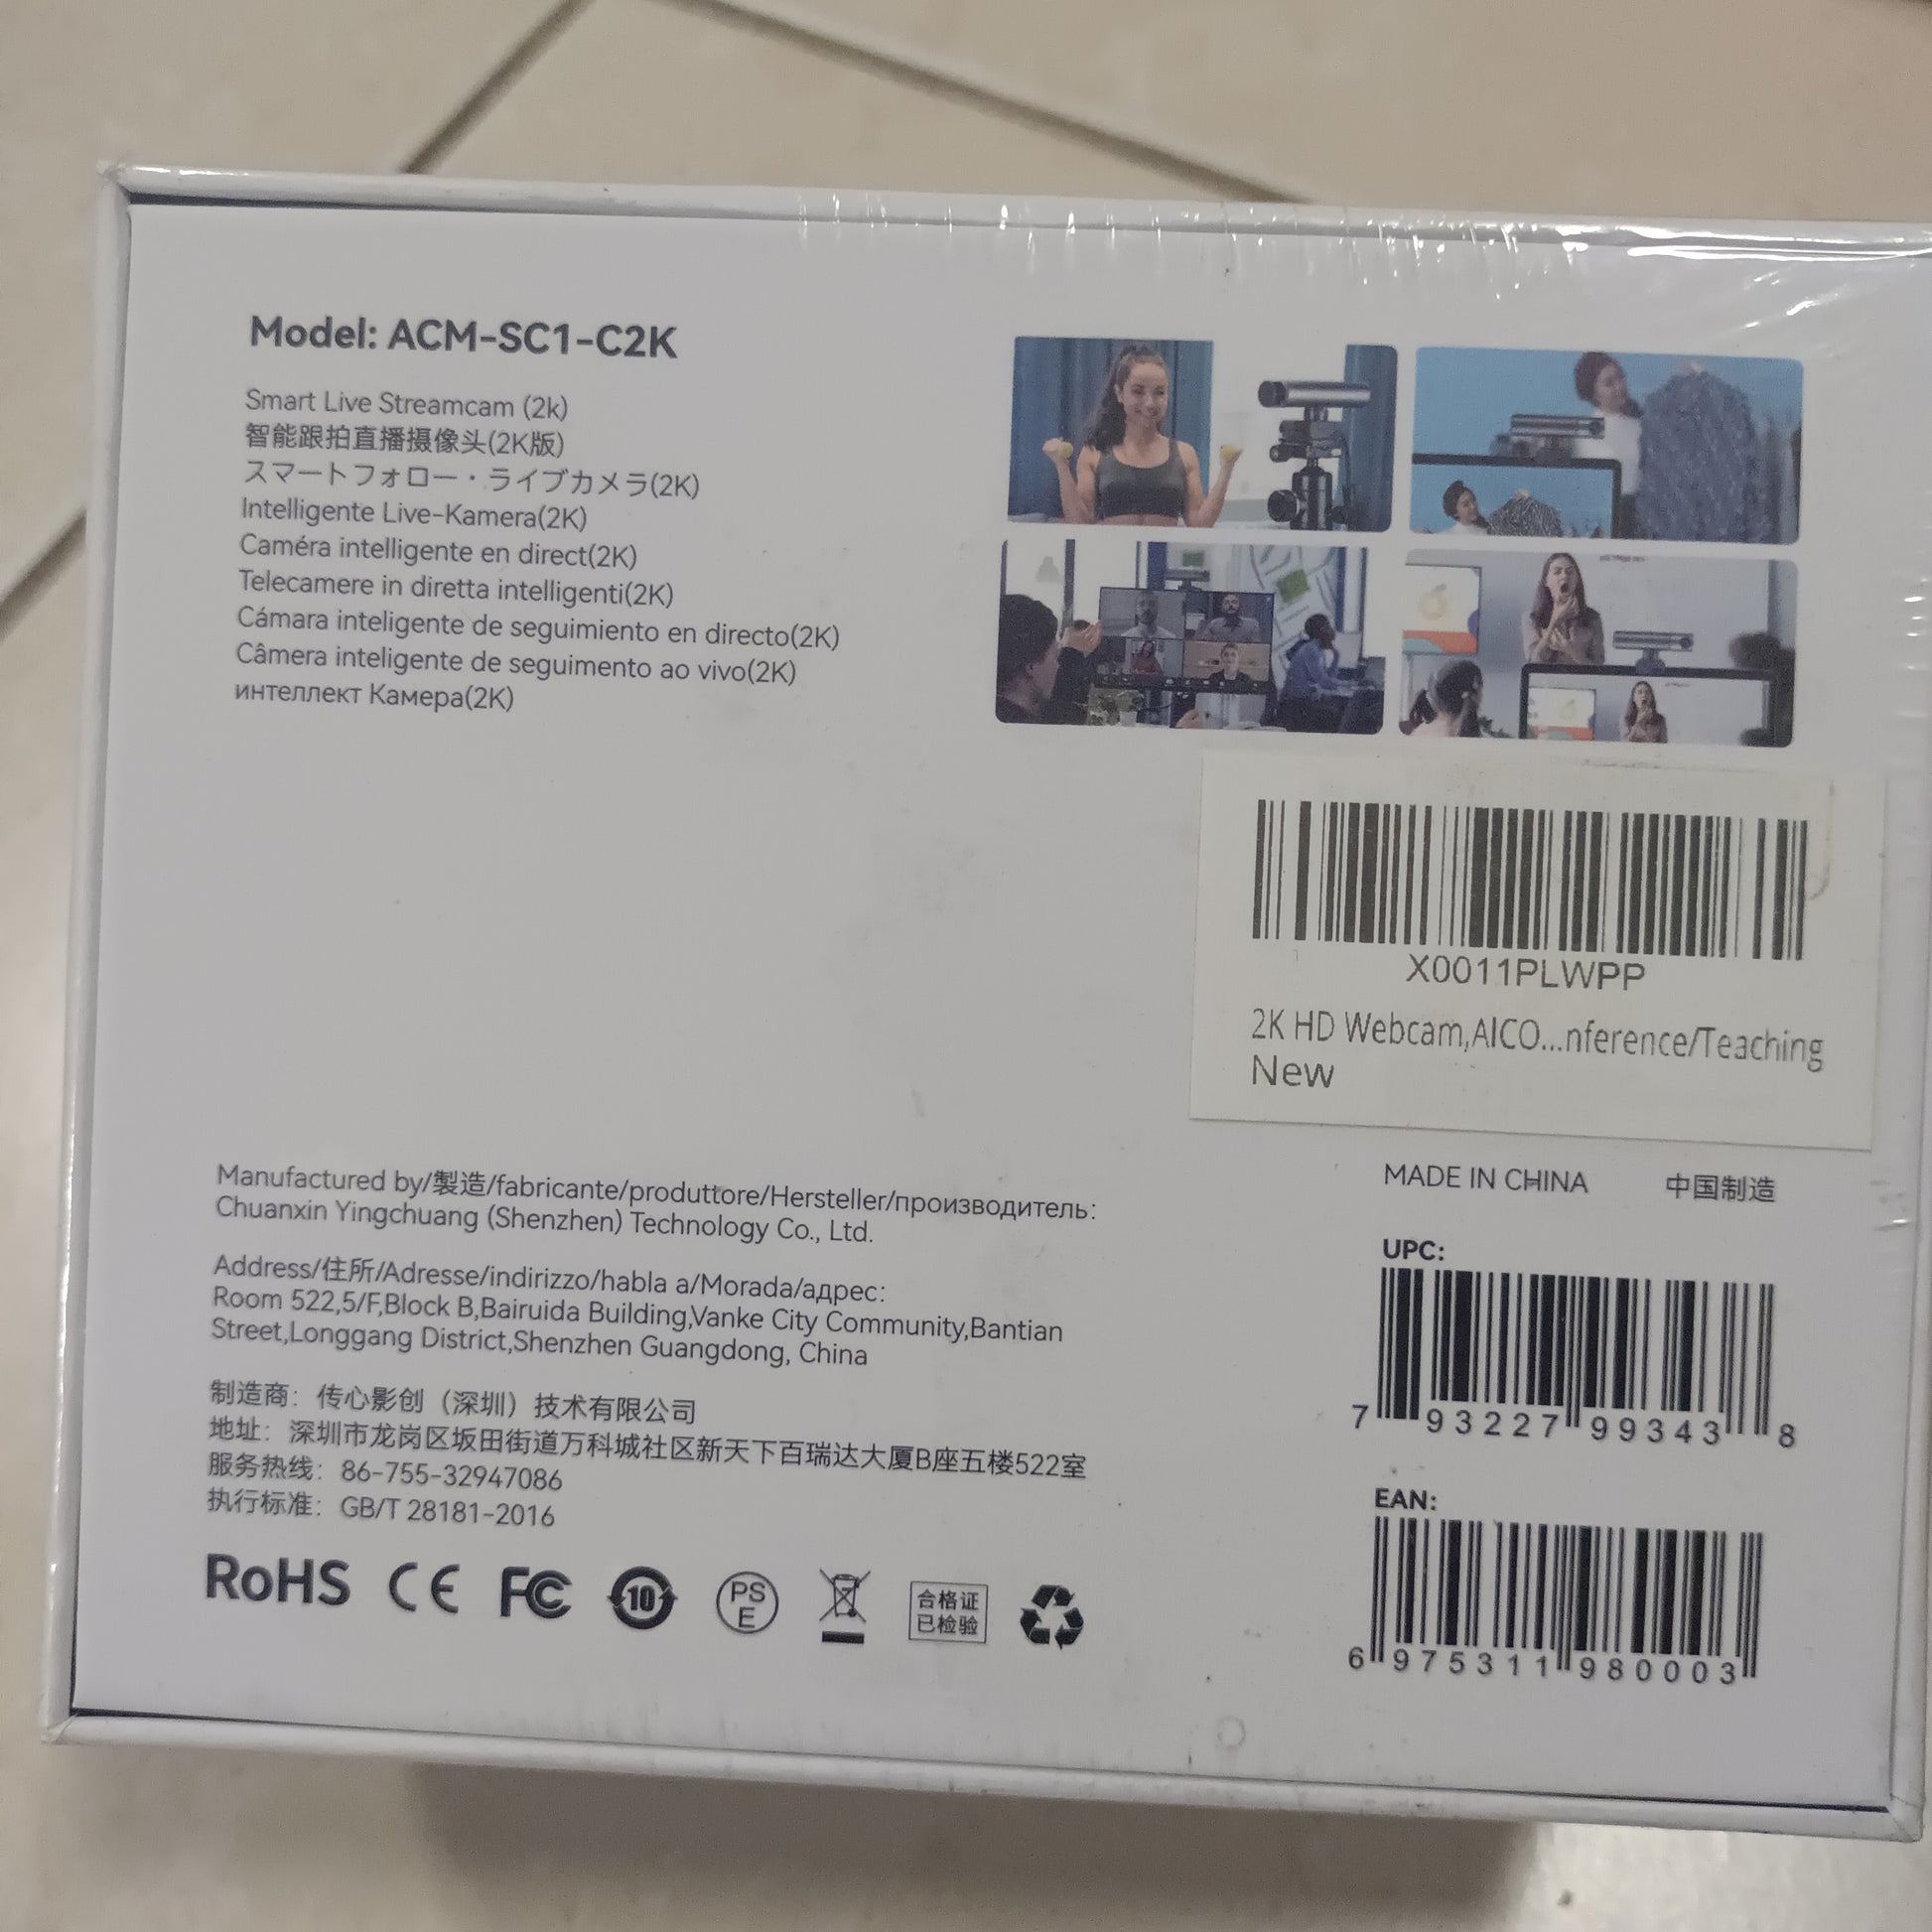 Model: ACM-SC1-C2K
Smart Live Streamcam (2k)
智能跟拍直播摄像头(2K版)
スマートフォロー・ライブカメラ(2K)
Intelligente Live-Kamera(2K)
Caméra intelligente en direct(2K)
Telecamere in diretta intelligenti(2K)
Cámara inteligente de seguimiento en directo(2K)
Câmera inteligente de seguimento ao vivo(2K)
интеллект Камера(2K)
X0011PLWPP
2K HD Webcam,AICO...nference/Teaching
New
Manufactured by/製造/fabricante/produttore/Hersteller/производитель:
Chuanxin Yingchuang (Shenzhen) Technology Co., Ltd.
Address/住所/Adresse/indirizzo/habla a/Morada/адрес:
Room 522,5/F,Block B,Bairuida Building,Vanke City Community,Bantian
Street,Longgang District,Shenzhen Guangdong, China
制造商：传心影创（深圳）技术有限公司
地址：深圳市龙岗区坂田街道万科城社区新天下百瑞达大厦B座五楼522室
服务热线：86-755-32947086
执行标准：GB/T 28181-2016
RoHS CE FC 10 PS E 合格证 已检验
MADE IN CHINA 中国制造
UPC:
7 93227 99343 8
EAN:
6 975311 980003